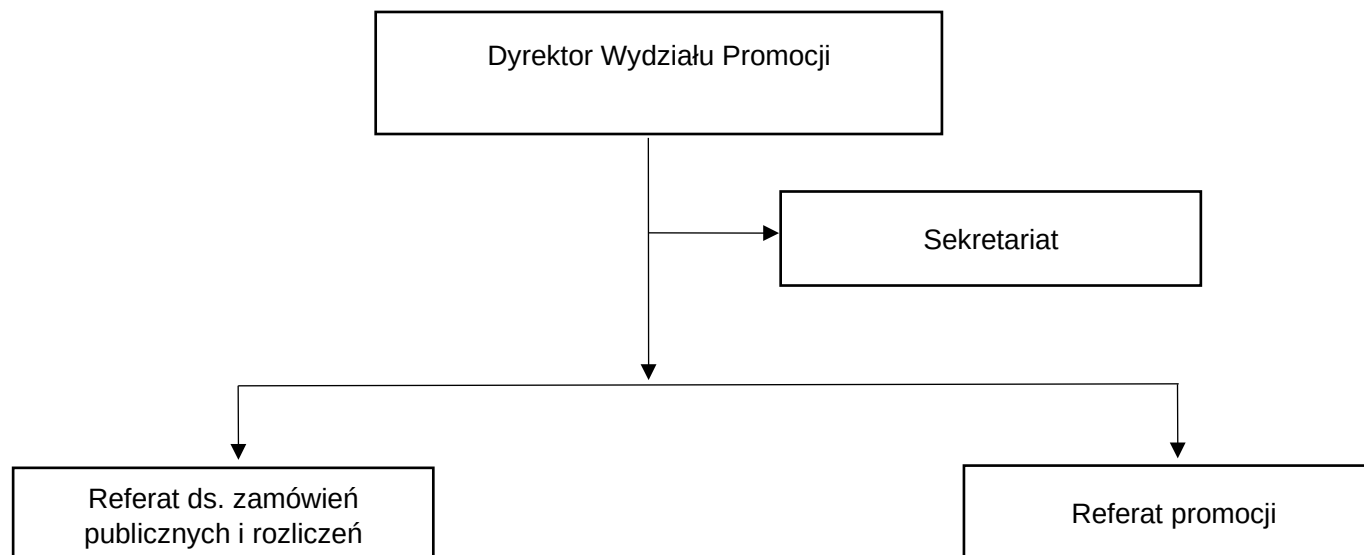 Dyrektor Wydziału Promocji
Sekretariat
Referat ds. zamówień
publicznych i rozliczeń
Referat promocji